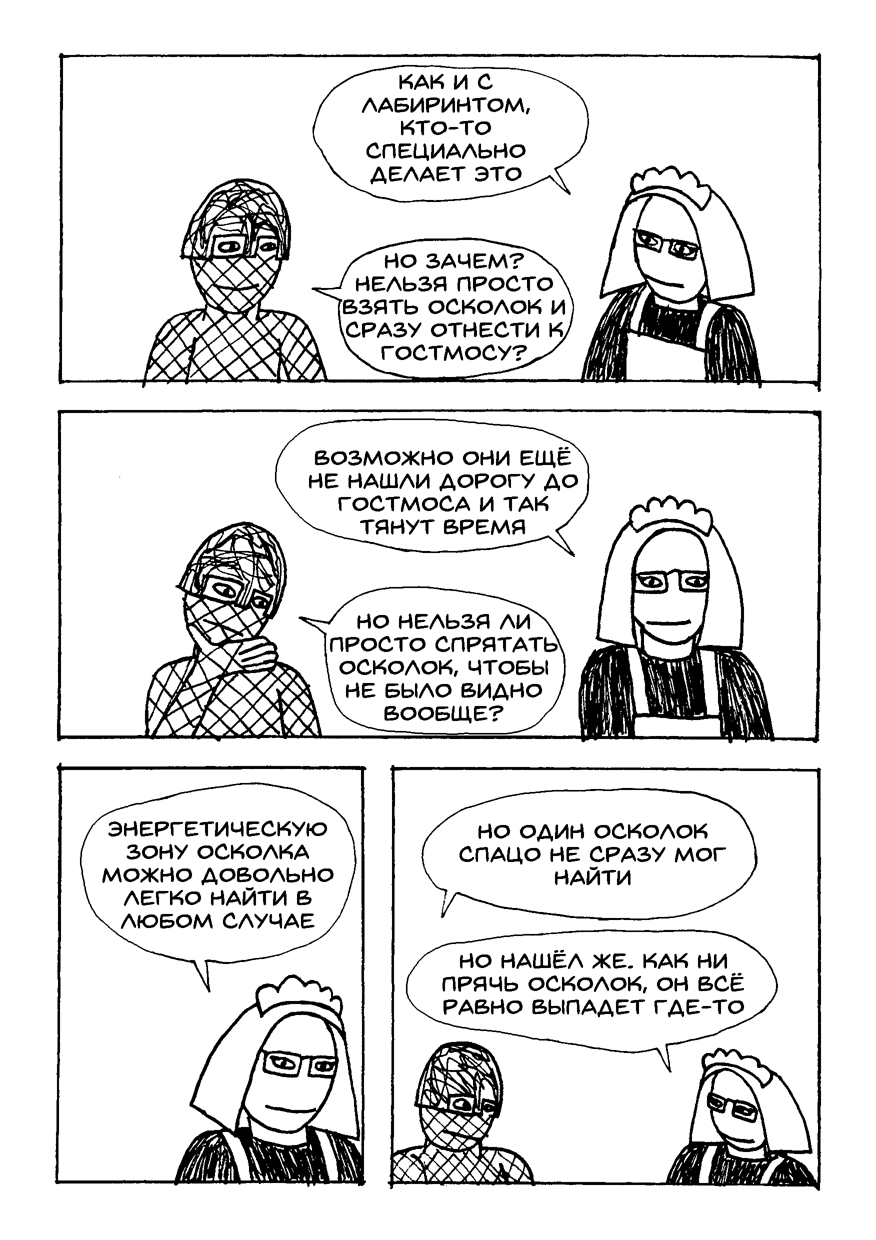 КАК И С
ЛАБИРИНТОМ,
КТО-ТО
СПЕЦИАЛЬНО
ДЕЛАЕТ ЭТО
НО ЗАЧЕМ?
НЕЛЬЗЯ ПРОСТО
ВЗЯТЬ ОСКОЛОК И
СРАЗУ ОТНЕСТИ К
ГОСТМОСУ?
ВОЗМОЖНО ОНИ ЕЩЁ
НЕ НАШЛИ ДОРОГУ ДО
ГОСТМОСА И ТАК
ТЯНУТ ВРЕМЯ
НО НЕЛЬЗЯ ЛИ
ПРОСТО СПРЯТАТЬ
ОСКОЛОК, ЧТОБЫ
НЕ БЫЛО ВИДНО
ВООБЩЕ?
ЭНЕРГЕТИЧЕСКУЮ
ЗОНУ ОСКОЛКА
МОЖНО ДОВОЛЬНО
ЛЕГКО НАЙТИ В
ЛЮБОМ СЛУЧАЕ
НО ОДИН ОСКОЛОК
СПАЦО НЕ СРАЗУ МОГ
НАЙТИ
НО НАШЁЛ ЖЕ. КАК НИ
ПРЯЧЬ ОСКОЛОК, ОН ВСЁ
РАВНО ВЫПАДЕТ ГДЕ-ТО